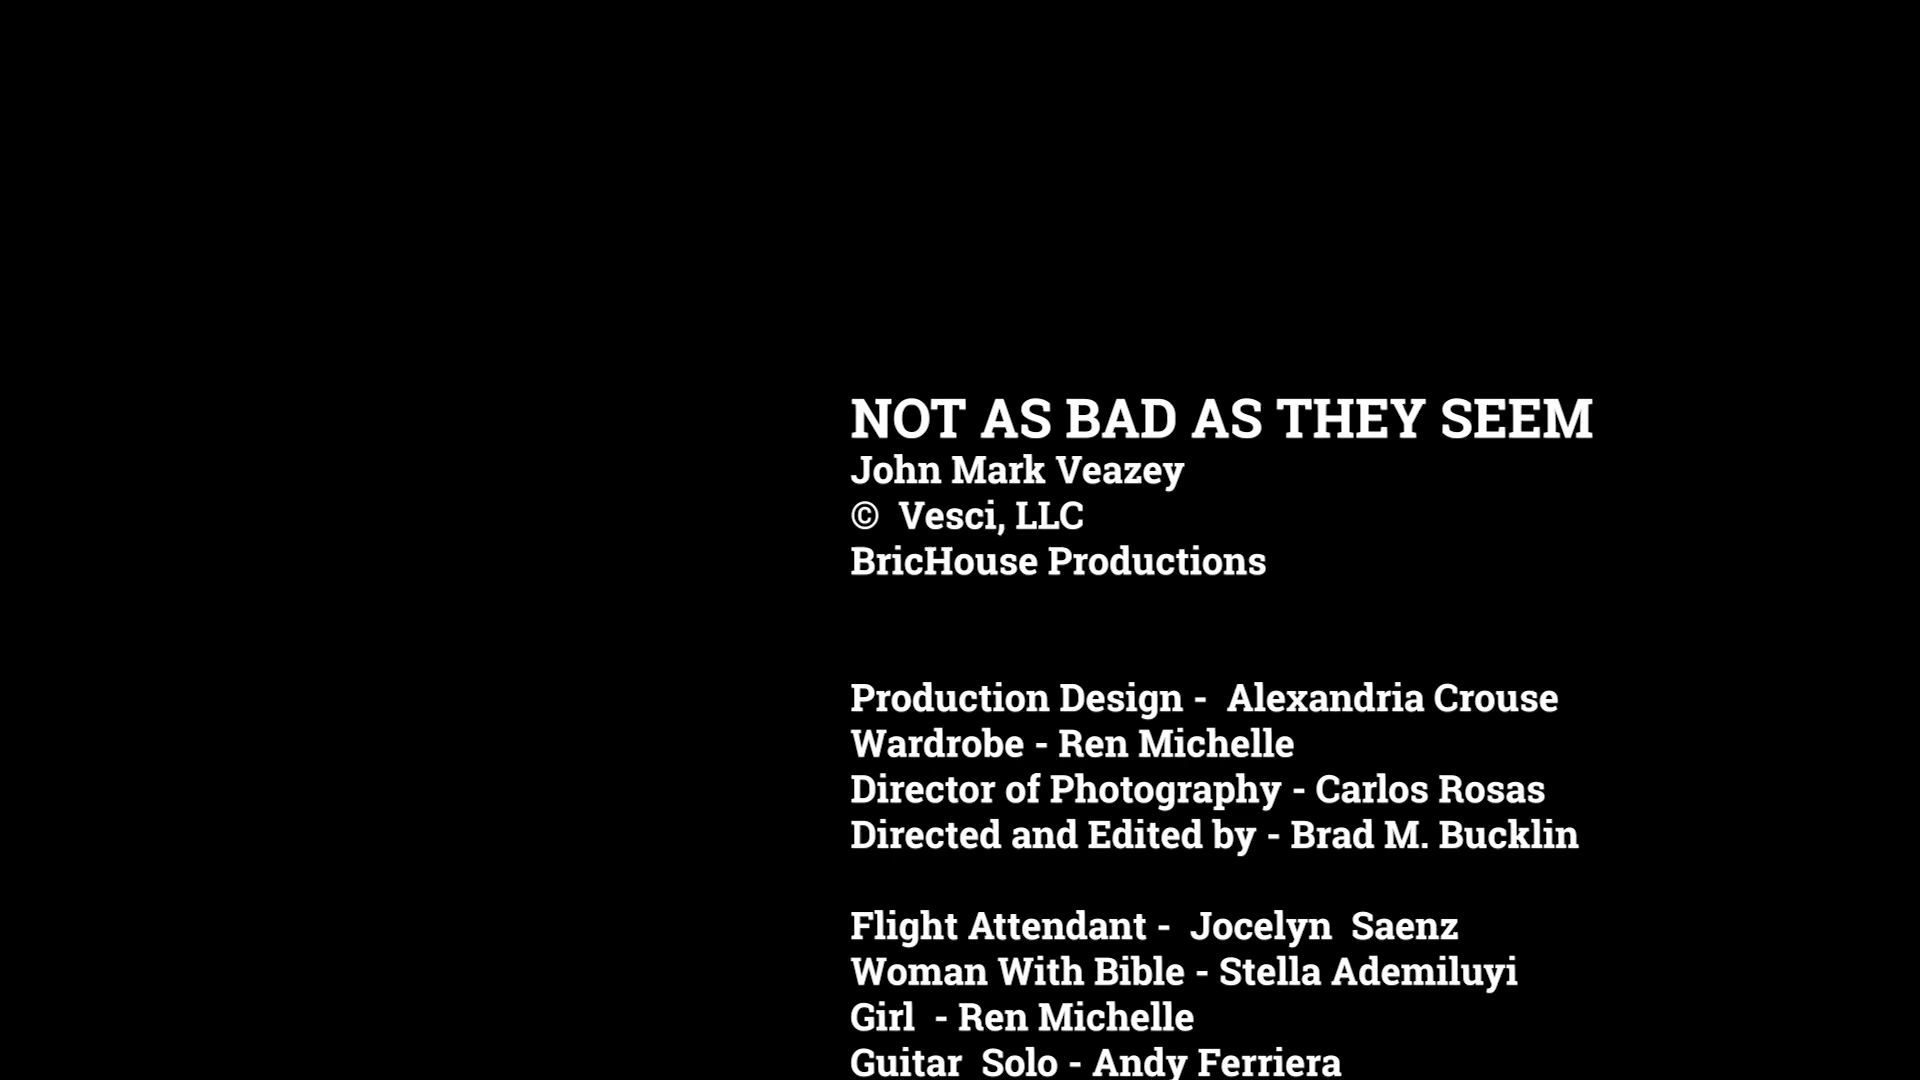 NOT AS BAD AS THEY SEEM
John Mark Veazey
©  Vesci, LLC
BricHouse Productions
Production Design -  Alexandria Crouse
Wardrobe - Ren Michelle
Director of Photography - Carlos Rosas
Directed and Edited by - Brad M. Bucklin
Flight Attendant -  Jocelyn  Saenz
Woman With Bible - Stella Ademiluyi
Girl  - Ren Michelle
Guitar  Solo - Andy Ferriera